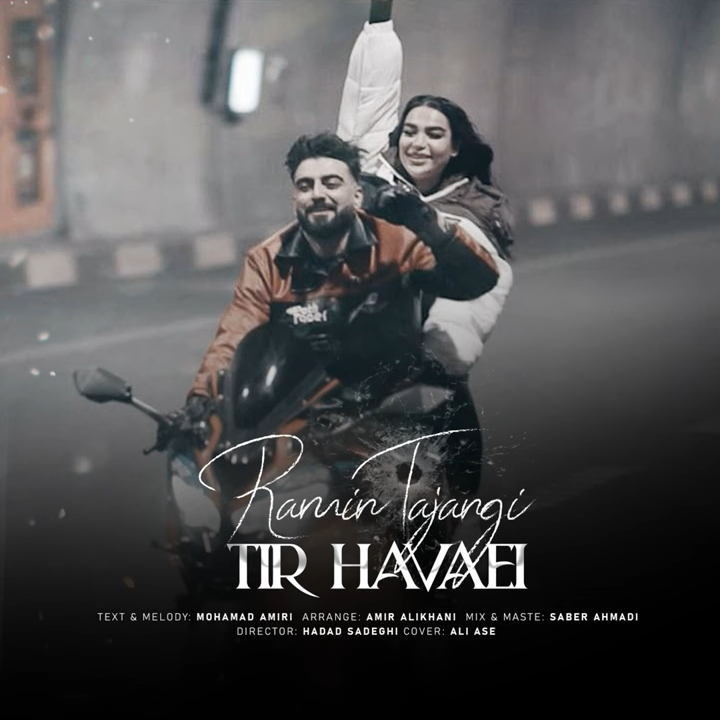 Ramin Tajangi
TIR HAVAEI
TEXT & MELODY: MOHAMAD AMIRI ARRANGE: AMIR ALIKHANI MIX & MASTE: SABER AHMADI
DIRECTOR: HADAD SADEGHI COVER: ALI ASE